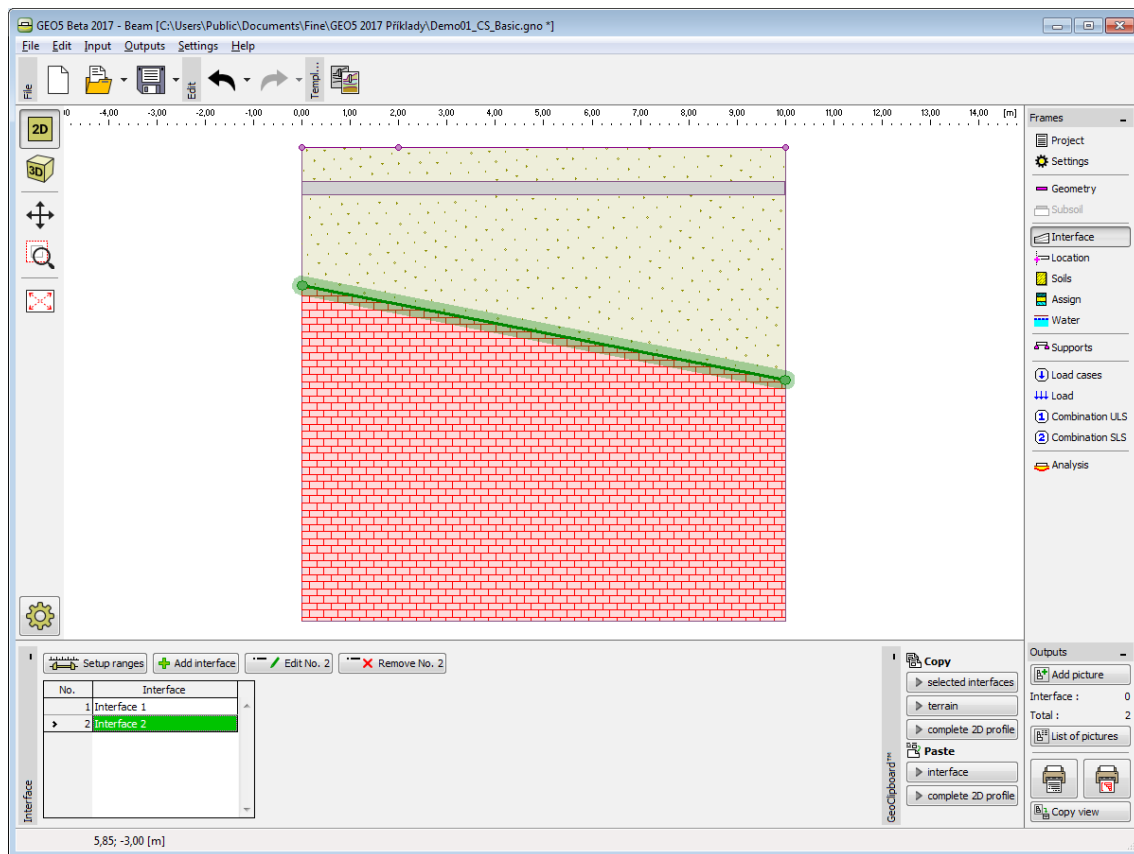 GEO5 Beta 2017 - Beam [C:\Users\Public\Documents\Fine\GEO5 2017 Příklady\Demo01_CS_Basic.gno *]
File Edit Input Outputs Settings Help
File
Edit
Templ...
-4,00 -3,00 -2,00 -1,00 0,00 1,00 2,00 3,00 4,00 5,00 6,00 7,00 8,00 9,00 10,00 11,00 12,00 13,00 14,00 [m]
2D
3D
Frames
Project
Settings
Geometry
Subsoil
Interface
Location
Soils
Assign
Water
Supports
Load cases
Load
1 Combination ULS
2 Combination SLS
Analysis
Interface
Setup ranges Add interface Edit No. 2 Remove No. 2
No. Interface
1 Interface 1
> 2 Interface 2
GeoClipboard™
Copy
selected interfaces
terrain
complete 2D profile
Paste
interface
complete 2D profile
Outputs
Add picture
Interface : 0
Total : 2
List of pictures
Copy view
5,85; -3,00 [m]